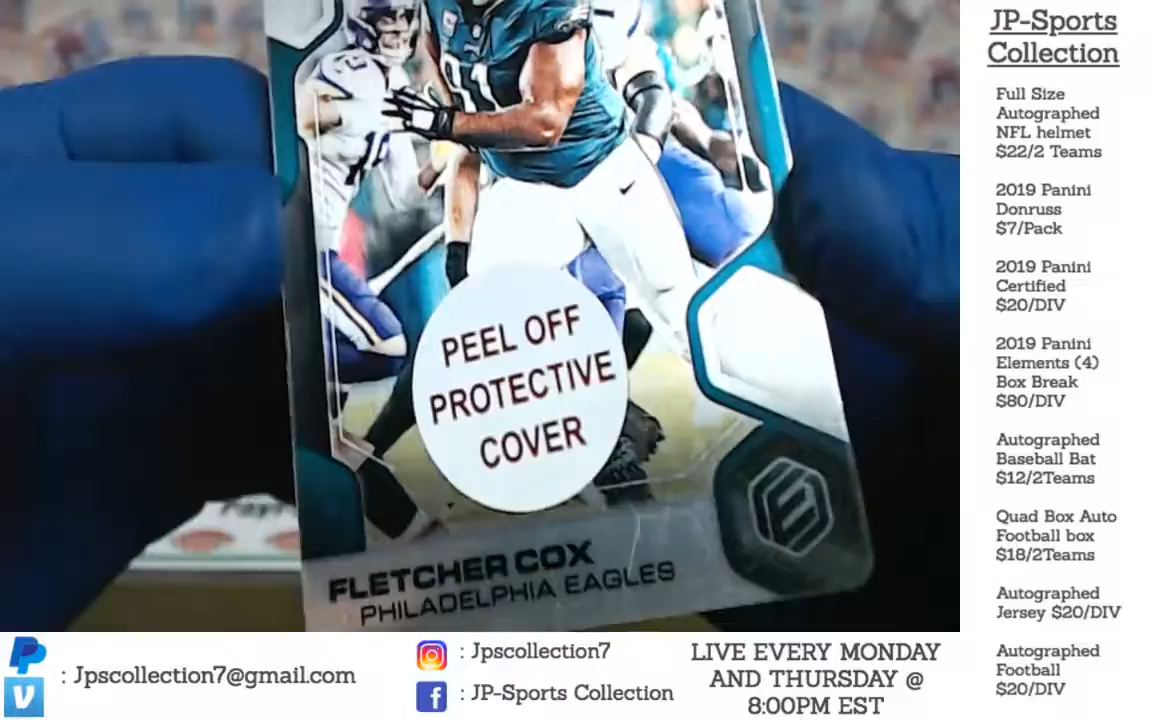 JP-Sports
Collection
Full Size
Autographed
NFL helmet
$22/2 Teams
2019 Panini
Donruss
$7/Pack
2019 Panini
Certified
$20/DIV
2019 Panini
Elements (4)
Box Break
$80/DIV
Autographed
Baseball Bat
$12/2Teams
Quad Box Auto
Football box
$18/2Teams
Autographed
Jersey $20/DIV
Autographed
Football
$20/DIV
91
PEEL OFF
PROTECTIVE
COVER
FLETCHER COX
PHILADELPHIA EAGLES
: Jpscollection7@gmail.com
: Jpscollection7
: JP-Sports Collection
LIVE EVERY MONDAY
AND THURSDAY @
8:00PM EST